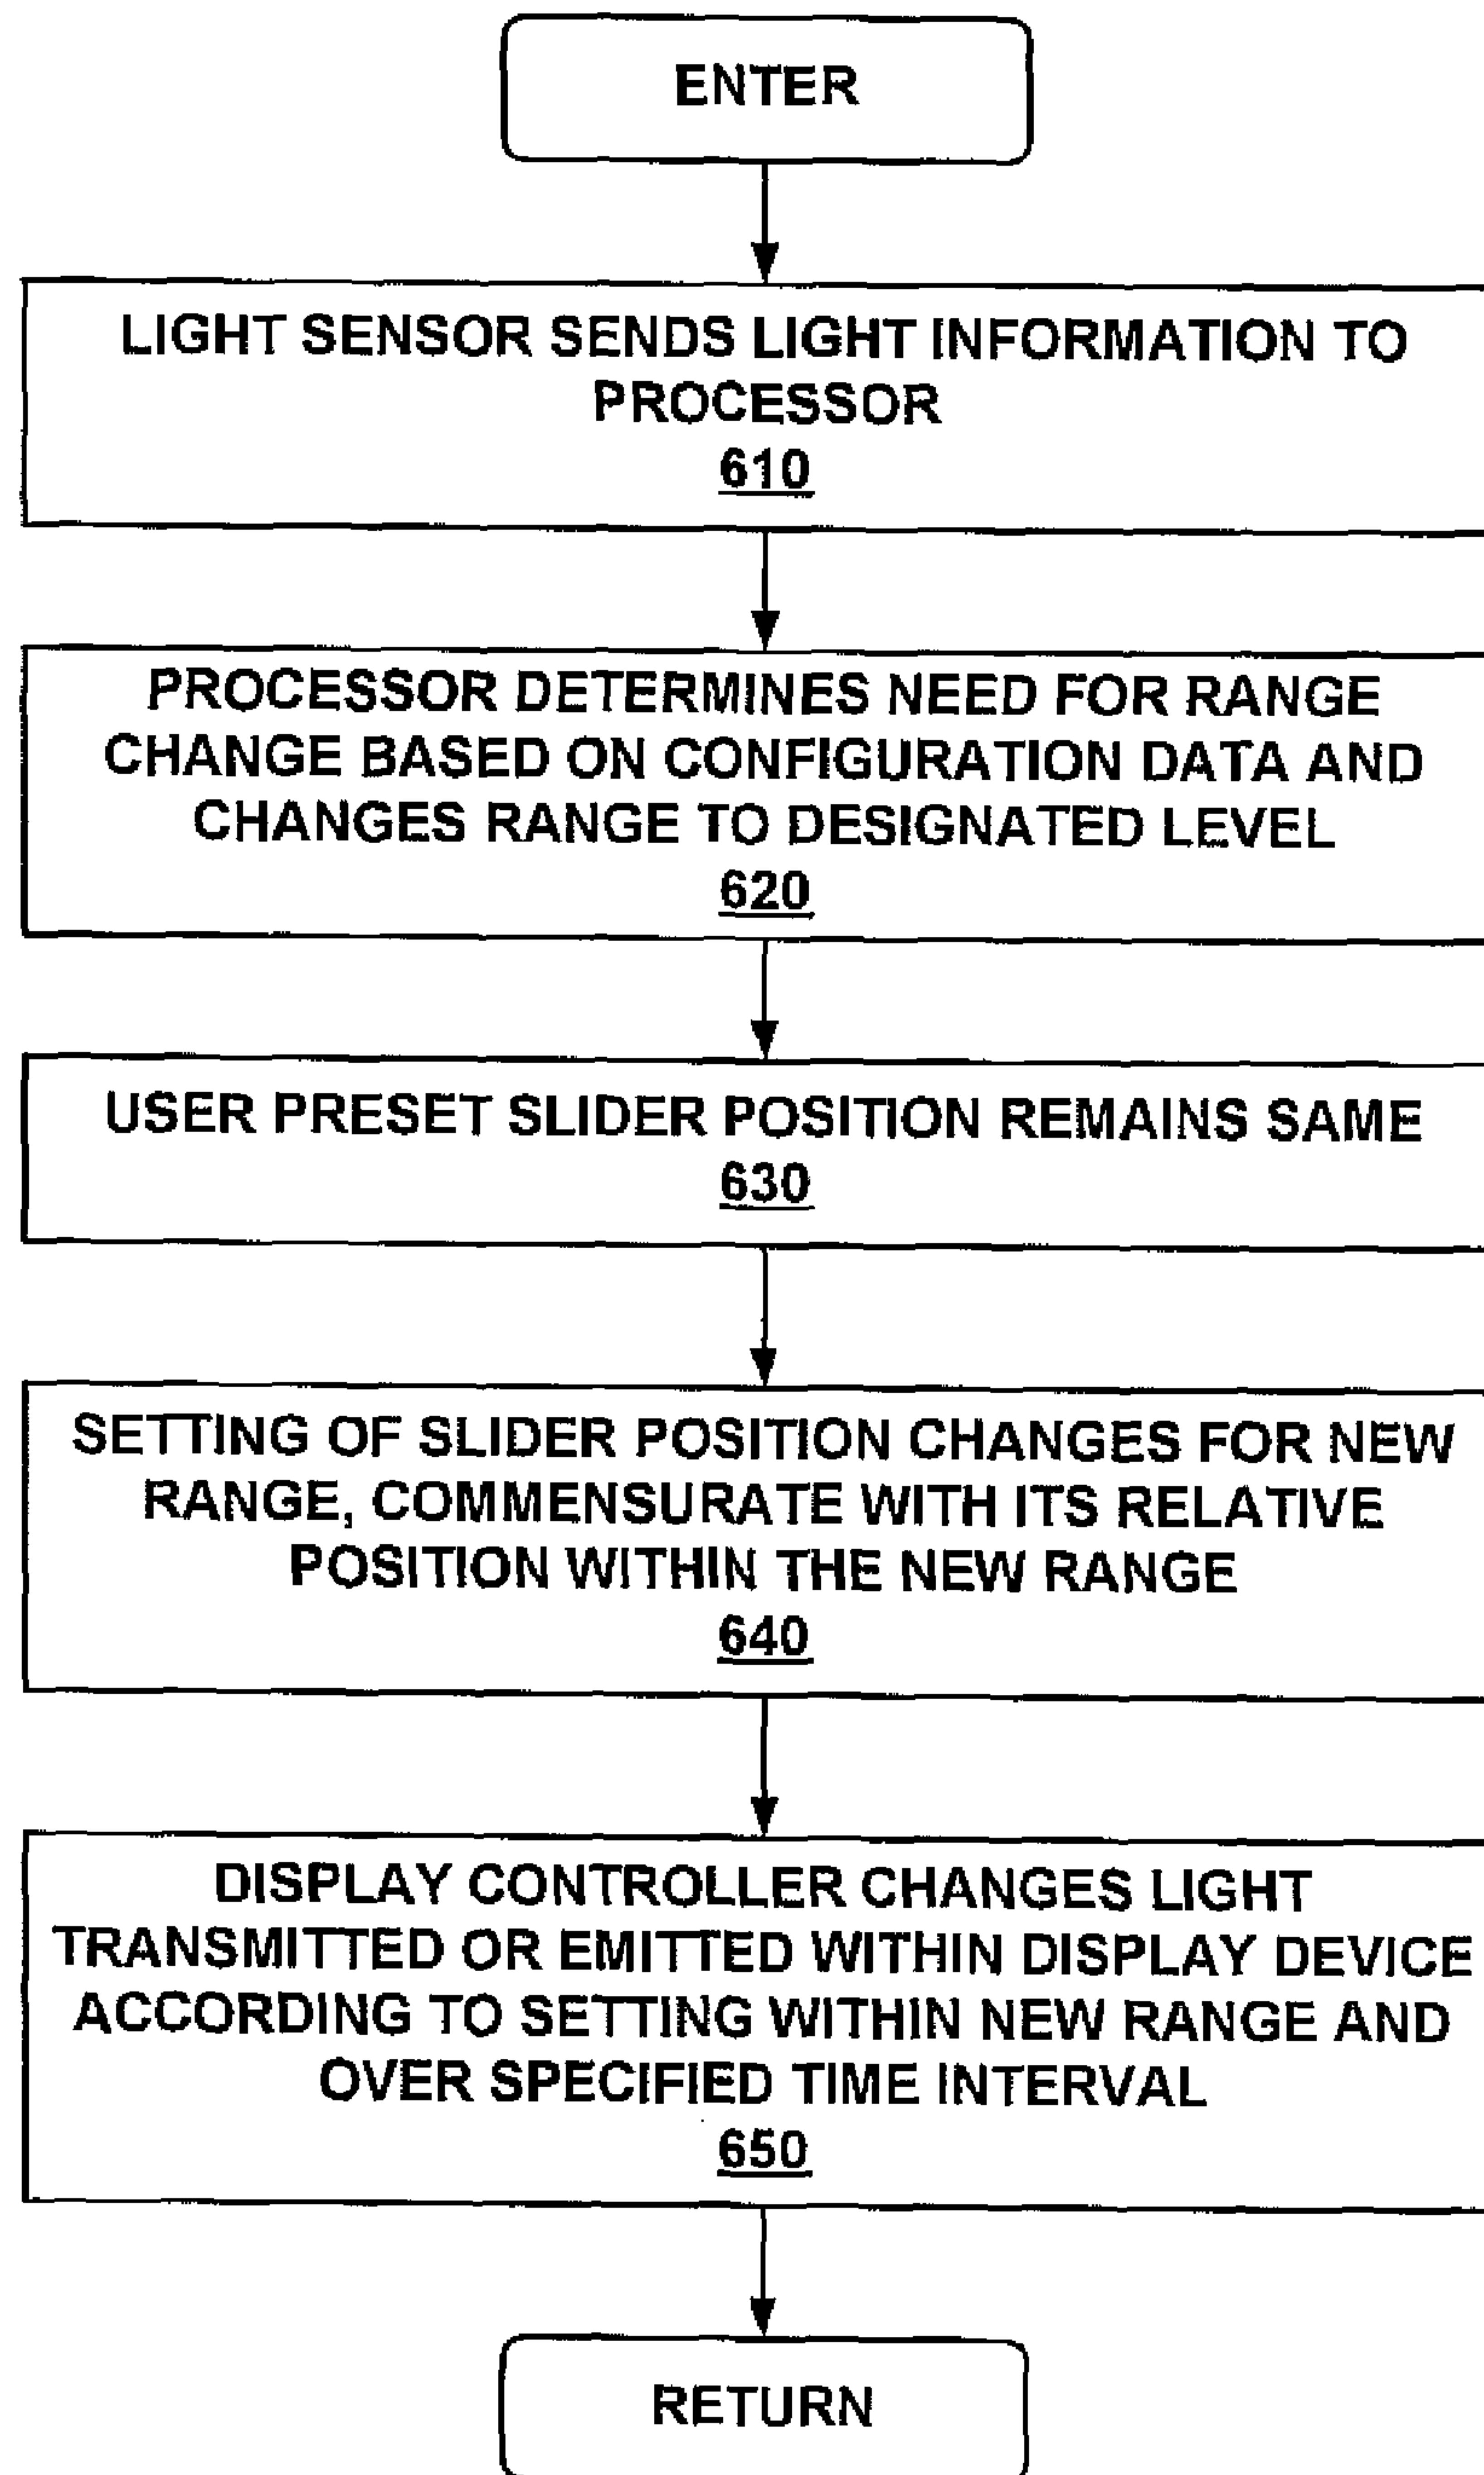 ENTER
LIGHT SENSOR SENDS LIGHT INFORMATION TO
PROCESSOR
610
PROCESSOR DETERMINES NEED FOR RANGE
CHANGE BASED ON CONFIGURATION DATA AND
CHANGES RANGE TO DESIGNATED LEVEL
620
USER PRESET SLIDER POSITION REMAINS SAME
630
SETTING OF SLIDER POSITION CHANGES FOR NEW
RANGE, COMMENSURATE WITH ITS RELATIVE
POSITION WITHIN THE NEW RANGE
640
DISPLAY CONTROLLER CHANGES LIGHT
TRANSMITTED OR EMITTED WITHIN DISPLAY DEVICE
ACCORDING TO SETTING WITHIN NEW RANGE AND
OVER SPECIFIED TIME INTERVAL
650
RETURN